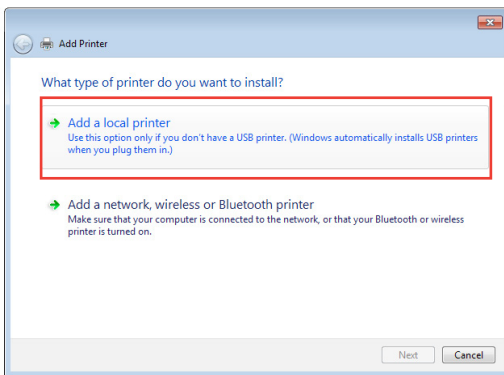 Add Printer
What type of printer do you want to install?
Add a local printer
Use this option only if you don't have a USB printer. (Windows automatically installs USB printers
when you plug them in.)
Add a network, wireless or Bluetooth printer
Make sure that your computer is connected to the network, or that your Bluetooth or wireless
printer is turned on.
Next Cancel